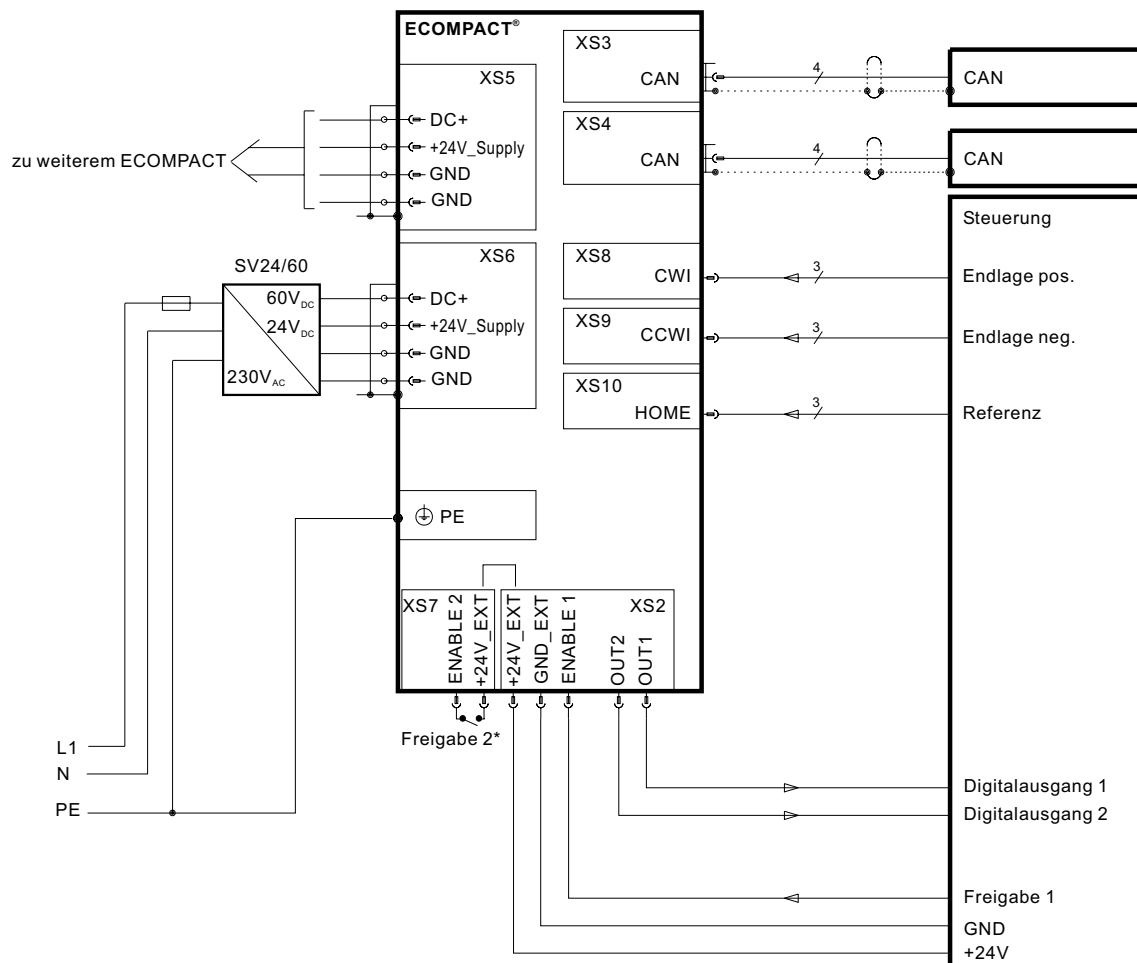 ECOMPACT®
XS5
DC+
+24V_Supply
GND
GND
zu weiterem ECOMPACT
XS3
CAN
4
CAN
XS4
CAN
4
CAN
Steuerung
SV24/60
60VDC
24VDC
230VAC
XS6
DC+
+24V_Supply
GND
GND
XS8
CWI
3
Endlage pos.
XS9
CCWI
3
Endlage neg.
XS10
HOME
3
Referenz
PE
XS7
ENABLE 2
+24V_EXT
+24V_EXT
GND_EXT
ENABLE 1
OUT2
OUT1
XS2
Freigabe 2*
L1
N
PE
Digitalausgang 1
Digitalausgang 2
Freigabe 1
GND
+24V